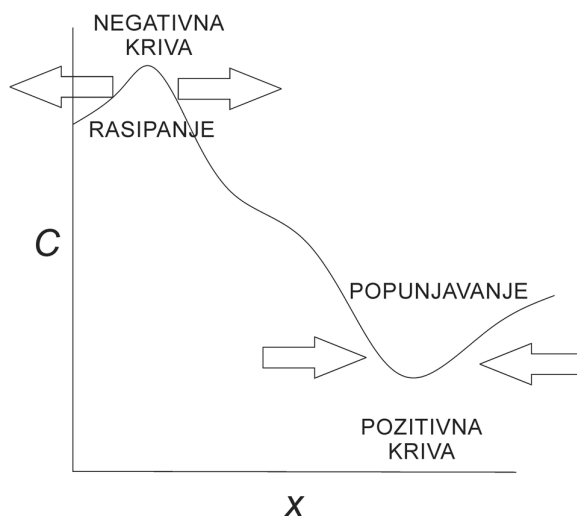 NEGATIVNA
KRIVA
RASIPANJE
C
POPUNJAVANJE
POZITIVNA
KRIVA
x